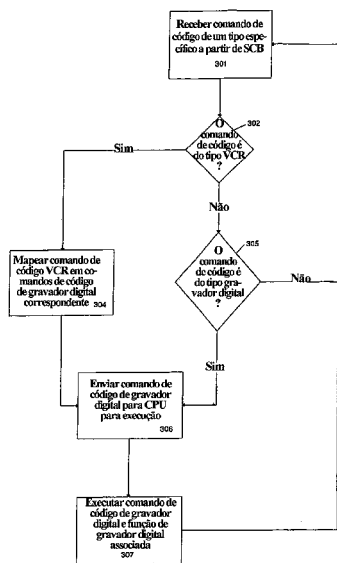 Receber comando de
código de um tipo espe-
cífico a partir de SCB
301
302
O
comando
de código é
do tipo VCR
?
Sim
Não
305
O
comando
de código é
do tipo gra-
vador digital
?
Não
Mapear comando de
código VCR em co-
mandos de código
de gravador digital
correspondente 304
Sim
Enviar comando de
código de gravador
digital para CPU
para execução
306
Executar comando de
código de gravador
digital e função de
gravador digital
associada
307